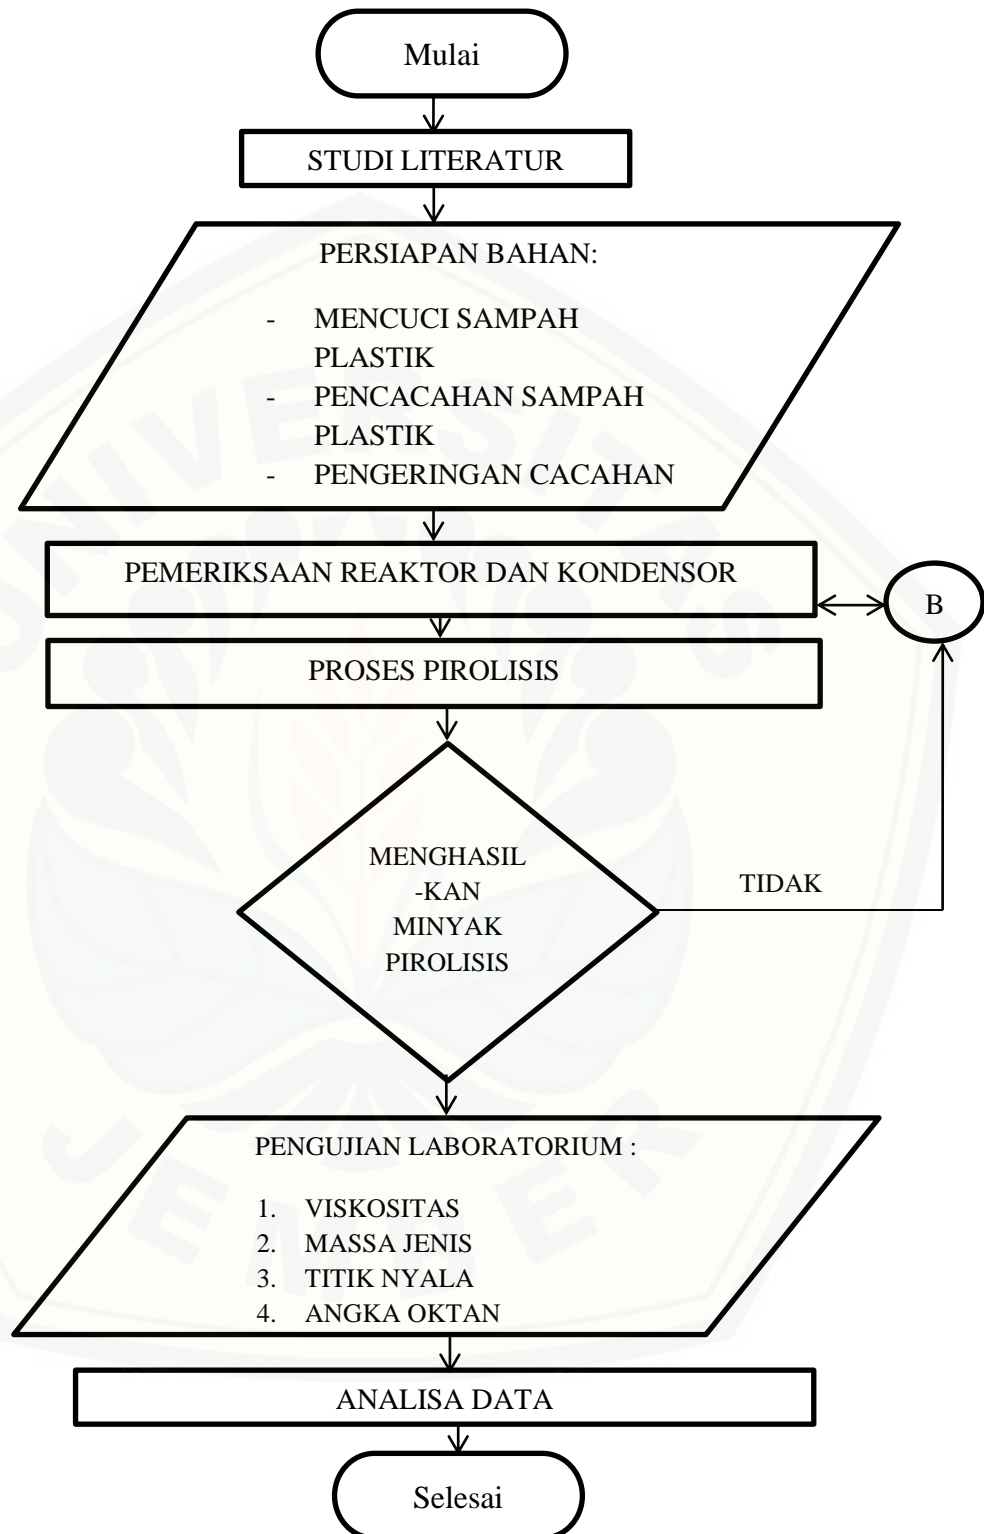 Mulai
STUDI LITERATUR
PERSIAPAN BAHAN:
- MENCUCI SAMPAH
PLASTIK
- PENCACAHAN SAMPAH
PLASTIK
- PENGERINGAN CACAHAN
PEMERIKSAAN REAKTOR DAN KONDENSOR
B
PROSES PIROLISIS
MENGHASIL
-KAN
MINYAK
PIROLISIS
TIDAK
PENGUJIAN LABORATORIUM :
1. VISKOSITAS
2. MASSA JENIS
3. TITIK NYALA
4. ANGKA OKTAN
ANALISA DATA
Selesai
UNIVERSITAS
JEMBER